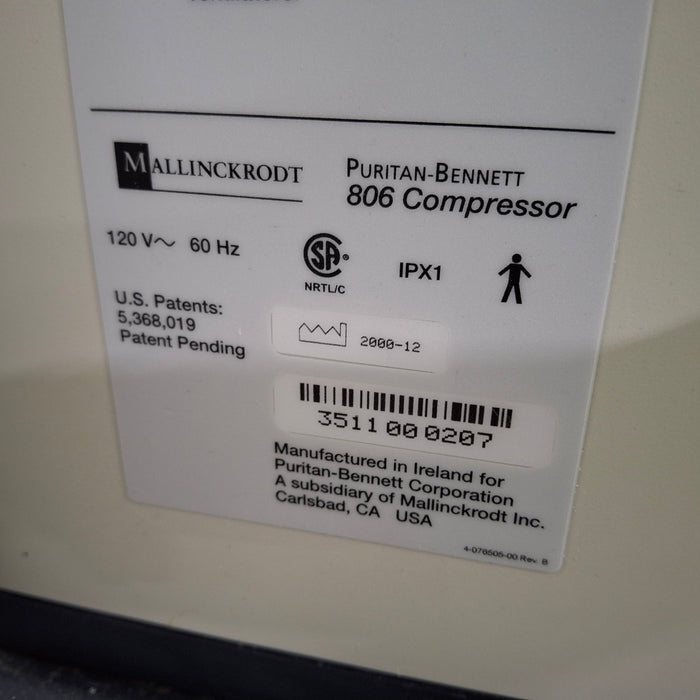 MALLINCKRODT
PURITAN-BENNETT
806 Compressor
120 V~ 60 Hz
SA®
NRTL/C
IPX1
U.S. Patents:
5,368,019
Patent Pending
2000-12
3511000207
Manufactured in Ireland for
Puritan-Bennett Corporation
A subsidiary of Mallinckrodt Inc.
Carlsbad, CA USA
4-076505-00 Rev. B